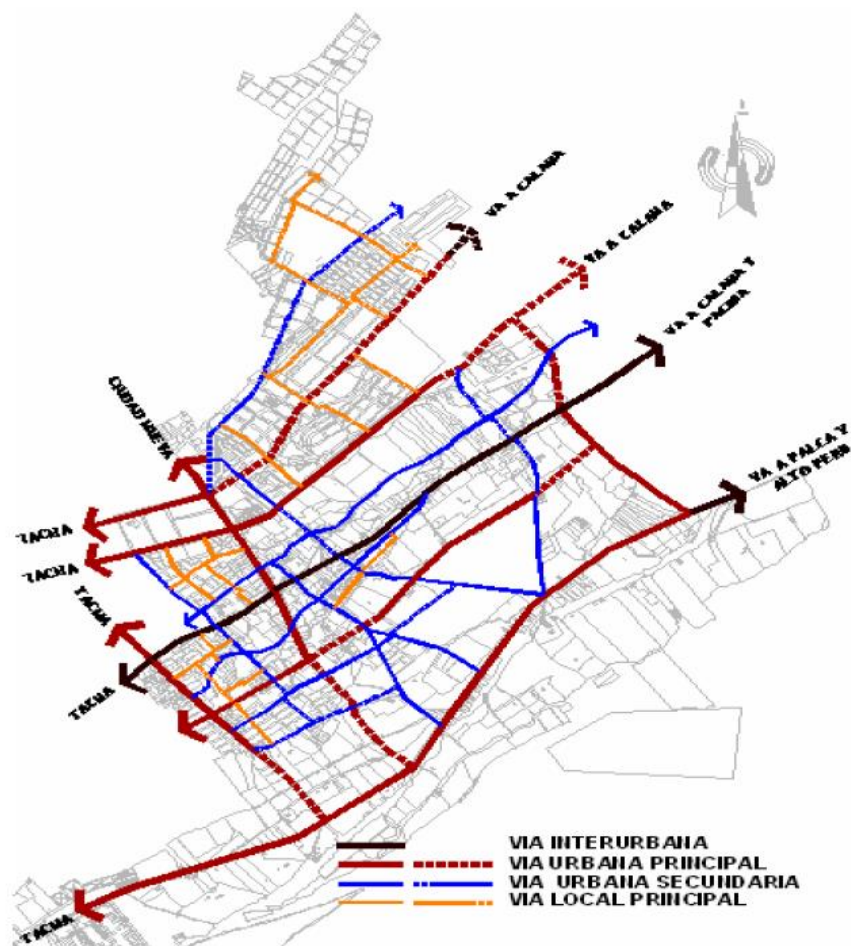 VIA A CALANA
VIA A CALANA
VIA A CALANA Y
PACHIA
CIUDAD NUEVA
VIA A PALCA Y
ALTO PERU
TACNA
TACNA
TACNA
TACNA
TACNA
VIA INTERURBANA
VIA URBANA PRINCIPAL
VIA URBANA SECUNDARIA
VIA LOCAL PRINCIPAL